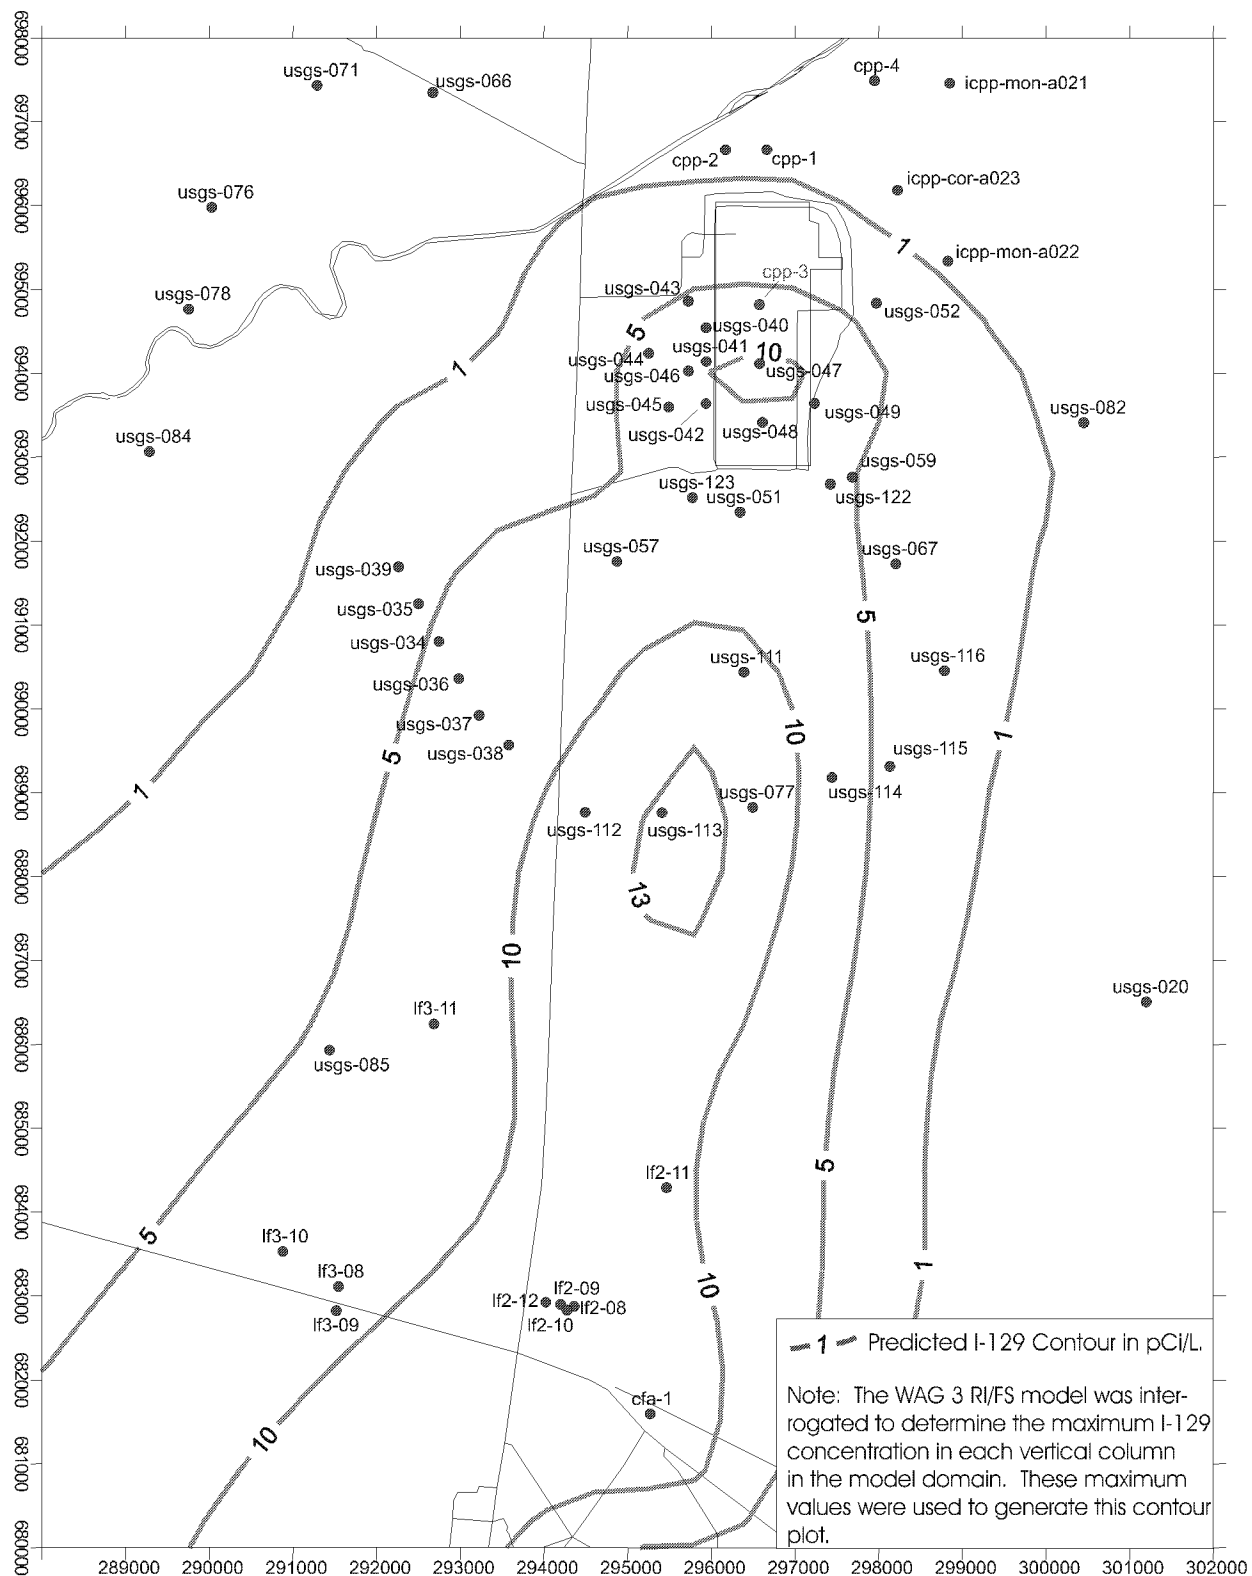 698000
697000
696000
695000
694000
693000
692000
691000
690000
689000
688000
687000
686000
685000
684000
683000
682000
681000
680000
usgs-071
usgs-066
cpp-4
icpp-mon-a021
cpp-2
cpp-1
usgs-076
icpp-cor-a023
1
icpp-mon-a022
usgs-078
usgs-043
cpp-3
usgs-052
5
usgs-040
usgs-041
10
usgs-044
usgs-046
usgs-047
1
usgs-045
usgs-049
usgs-082
usgs-084
usgs-042
usgs-048
usgs-059
usgs-123
usgs-051
usgs-122
usgs-057
usgs-067
usgs-039
usgs-035
5
usgs-034
usgs-111
usgs-116
usgs-036
usgs-037
10
1
usgs-038
5
usgs-115
1
usgs-077
usgs-114
usgs-112
usgs-113
13
10
usgs-020
lf3-11
usgs-085
5
lf2-11
5
lf3-10
1
lf3-08
10
lf2-09
lf2-12
lf2-08
lf3-09
lf2-10
cfa-1
10
1 Predicted I-129 Contour in pCi/L.
Note: The WAG 3 RI/FS model was inter-
rogated to determine the maximum I-129
concentration in each vertical column
in the model domain. These maximum
values were used to generate this contour
plot.
289000 290000 291000 292000 293000 294000 295000 296000 297000 298000 299000 300000 301000 302000